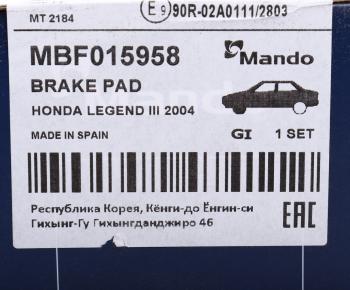 MT 2184
E 9 90R-02A0111/2803
MBF015958
Mando
BRAKE PAD
HONDA LEGEND III 2004
MADE IN SPAIN
GI 1 SET
Республика Корея, Кёнги-до Ёнгин-си
Гихынг-Гу Гихынгданджиро 46
EAC